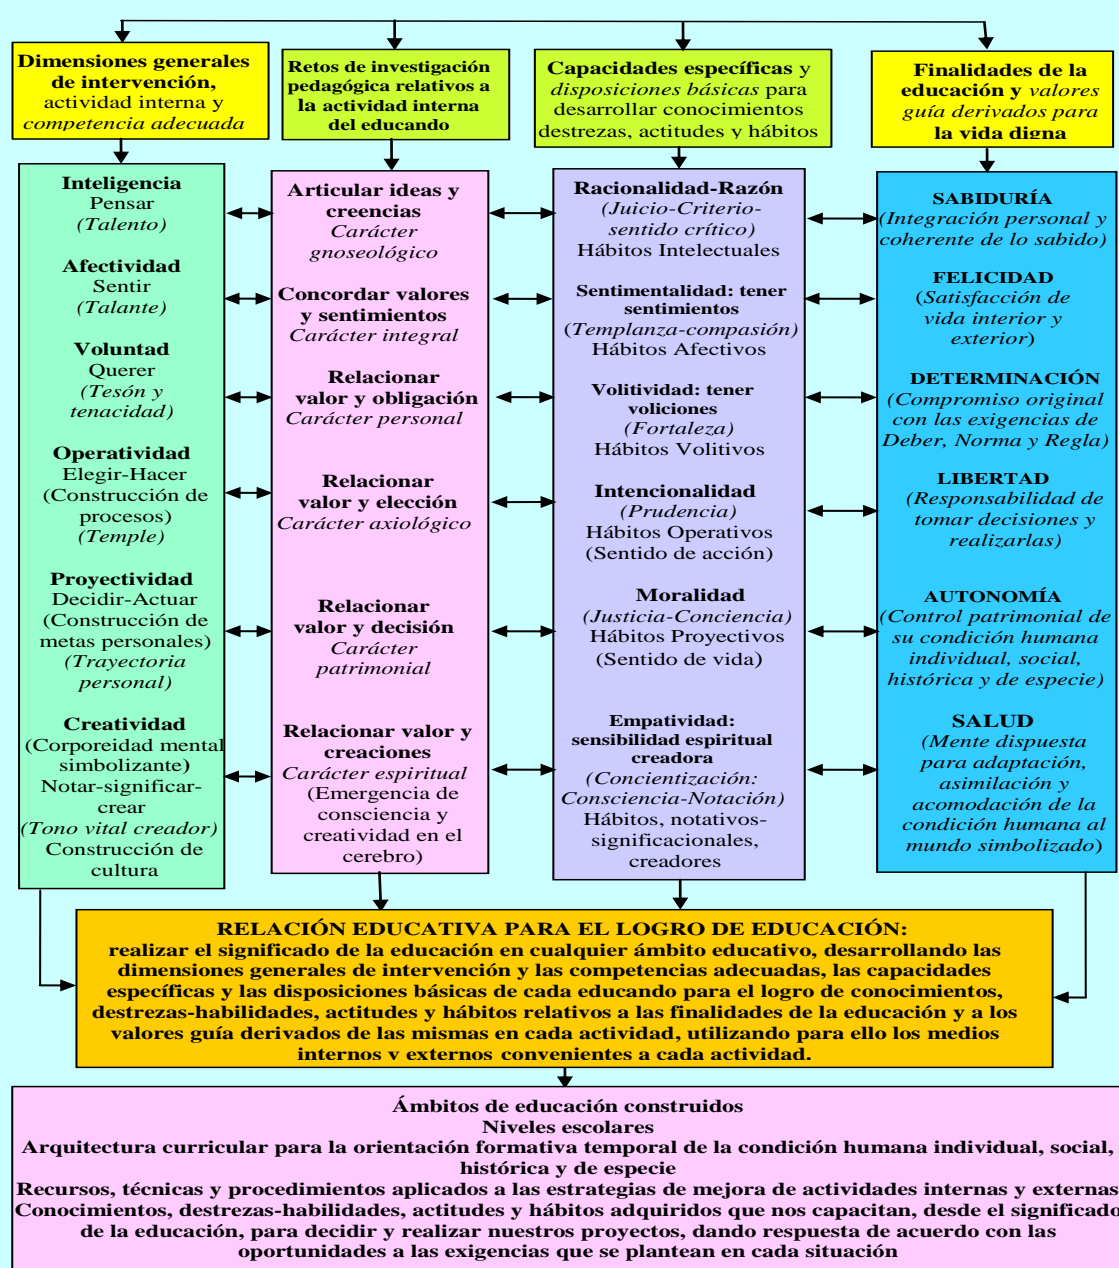 Dimensiones generales
de intervención,
actividad interna y
competencia adecuada
Retos de investigación
pedagógica relativos a
la actividad interna
del educando
Capacidades específicas y
disposiciones básicas para
desarrollar conocimientos
destrezas, actitudes y hábitos
Finalidades de la
educación y valores
guía derivados para
la vida digna
Inteligencia
Pensar
(Talento)
Afectividad
Sentir
(Talante)
Voluntad
Querer
(Tesón y
tenacidad)
Operatividad
Elegir-Hacer
(Construcción de
procesos)
(Temple)
Proyectividad
Decidir-Actuar
(Construcción de
metas personales)
(Trayectoria
personal)
Creatividad
(Corporeidad mental
simbolizante)
Notar-significar-
crear
(Tono vital creador)
Construcción de
cultura
Articular ideas y
creencias
Carácter
gnoseológico
Concordar valores
y sentimientos
Carácter integral
Relacionar
valor y obligación
Carácter personal
Relacionar
valor y elección
Carácter axiológico
Relacionar
valor y decisión
Carácter
patrimonial
Relacionar valor y
creaciones
Carácter espiritual
(Emergencia de
consciencia y
creatividad en el
cerebro)
Racionalidad-Razón
(Juicio-Criterio-
sentido crítico)
Hábitos Intelectuales
Sentimentalidad: tener
sentimientos
(Templanza-compasión)
Hábitos Afectivos
Volitividad: tener
voliciones
(Fortaleza)
Hábitos Volitivos
Intencionalidad
(Prudencia)
Hábitos Operativos
(Sentido de acción)
Moralidad
(Justicia-Conciencia)
Hábitos Proyectivos
(Sentido de vida)
Empatividad:
sensibilidad espiritual
creadora
(Concientización:
Consciencia-Notación)
Hábitos, notativos-
significacionales,
creadores
SABIDURÍA
(Integración personal y
coherente de lo sabido)
FELICIDAD
(Satisfacción de
vida interior y
exterior)
DETERMINACIÓN
(Compromiso original
con las exigencias de
Deber, Norma y Regla)
LIBERTAD
(Responsabilidad de
tomar decisiones y
realizarlas)
AUTONOMÍA
(Control patrimonial de
su condición humana
individual, social,
histórica y de especie)
SALUD
(Mente dispuesta
para adaptación,
asimilación y
acomodación de la
condición humana al
mundo simbolizado)
RELACIÓN EDUCATIVA PARA EL LOGRO DE EDUCACIÓN:
realizar el significado de la educación en cualquier ámbito educativo, desarrollando las
dimensiones generales de intervención y las competencias adecuadas, las capacidades
específicas y las disposiciones básicas de cada educando para el logro de conocimientos,
destrezas-habilidades, actitudes y hábitos relativos a las finalidades de la educación y a los
valores guía derivados de las mismas en cada actividad, utilizando para ello los medios
internos y externos convenientes a cada actividad.
Ámbitos de educación construidos
Niveles escolares
Arquitectura curricular para la orientación formativa temporal de la condición humana individual, social,
histórica y de especie
Recursos, técnicas y procedimientos aplicados a las estrategias de mejora de actividades internas y externas
Conocimientos, destrezas-habilidades, actitudes y hábitos adquiridos que nos capacitan, desde el significado
de la educación, para decidir y realizar nuestros proyectos, dando respuesta de acuerdo con las
oportunidades a las exigencias que se plantean en cada situación